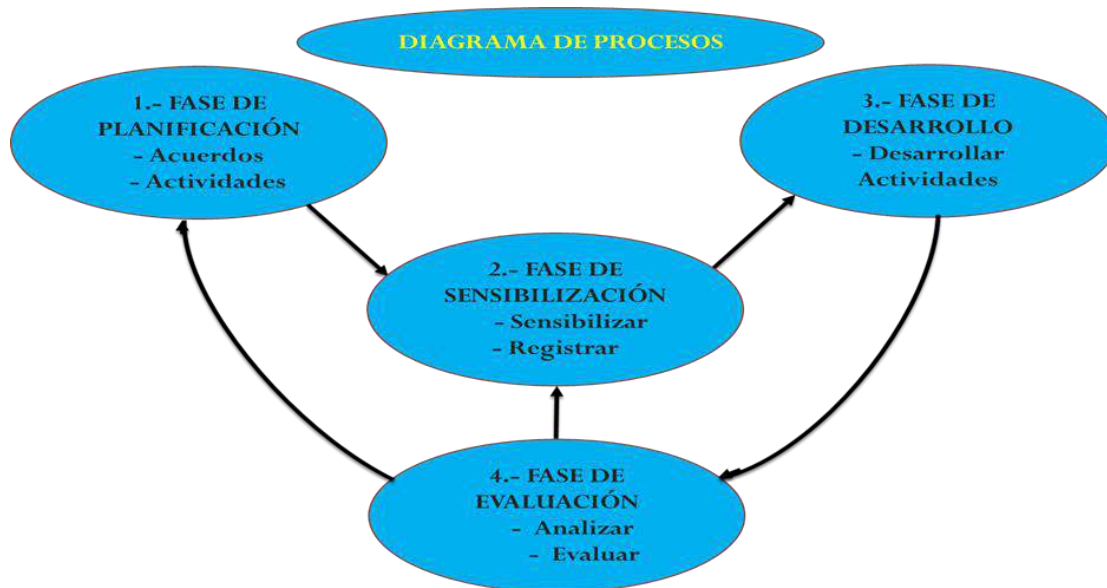 DIAGRAMA DE PROCESOS
1.- FASE DE
PLANIFICACIÓN
- Acuerdos
- Actividades
2.- FASE DE
SENSIBILIZACIÓN
- Sensibilizar
- Registrar
3.- FASE DE
DESARROLLO
- Desarrollar
Actividades
4.- FASE DE
EVALUACIÓN
- Analizar
- Evaluar